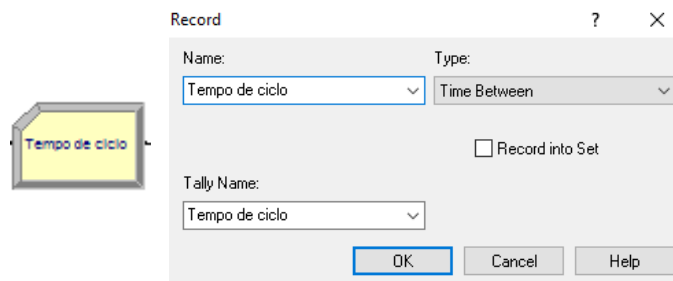 Record ?
Name: Type:
Tempo de ciclo Time Between
Tempo de ciclo
Record into Set
Tally Name:
Tempo de ciclo
OK Cancel Help